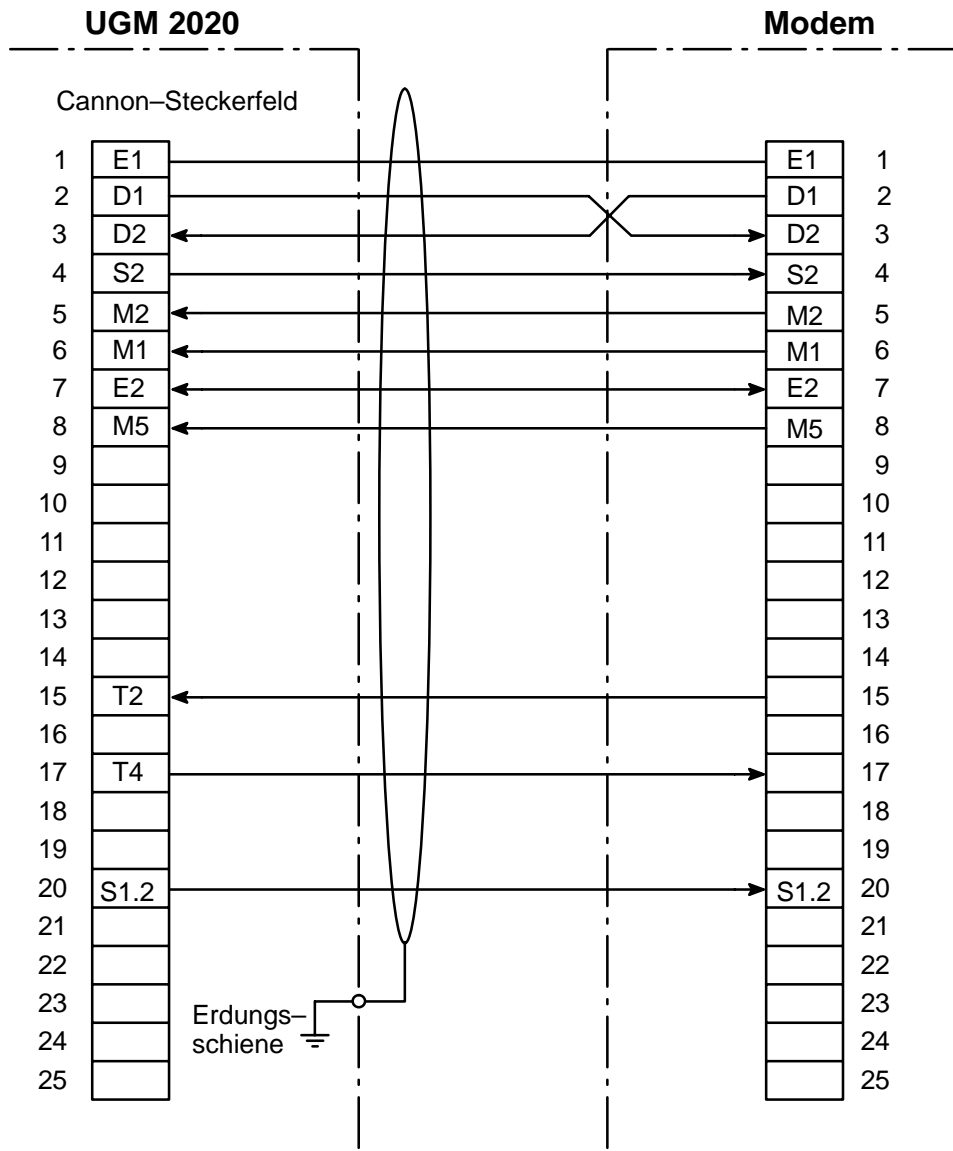 UGM 2020 Modem
Cannon–Steckerfeld
1 E1 E1 1
2 D1 D1 2
3 D2 D2 3
4 S2 S2 4
5 M2 M2 5
6 M1 M1 6
7 E2 E2 7
8 M5 M5 8
9 9
10 10
11 11
12 12
13 13
14 14
15 T2 15
16 16
17 T4 17
18 18
19 19
20 S1.2 S1.2 20
21 21
22 22
23 23
24 24
25 25
Erdungs–
schiene